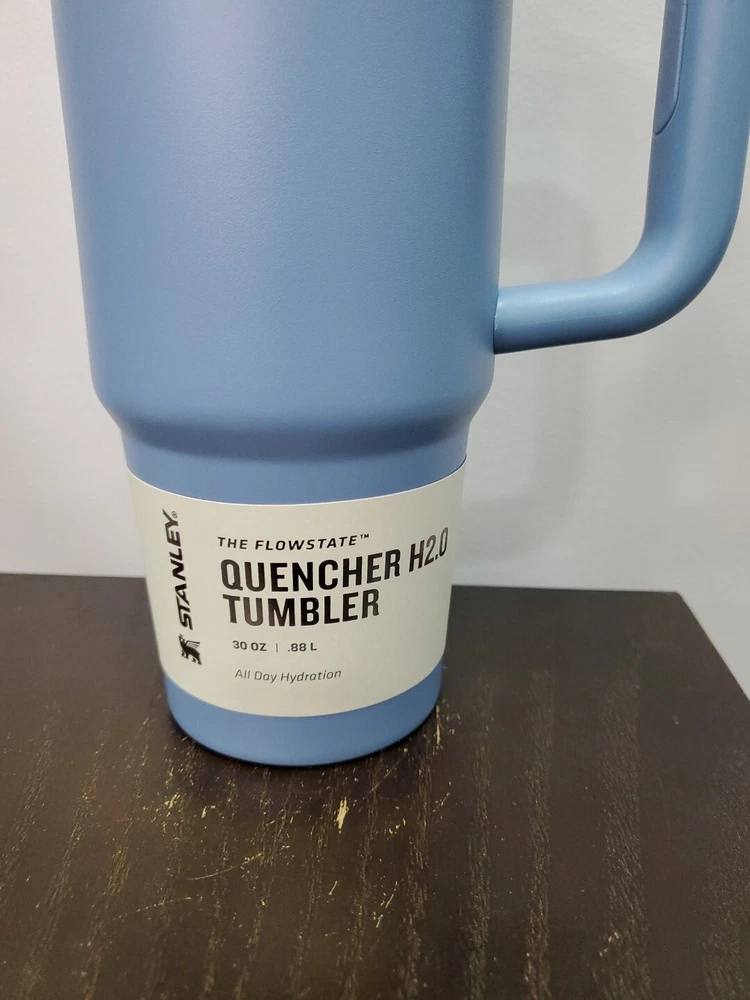 STANLEY®
THE FLOWSTATE™
QUENCHER H2.0
TUMBLER
30 OZ | .88 L
All Day Hydration